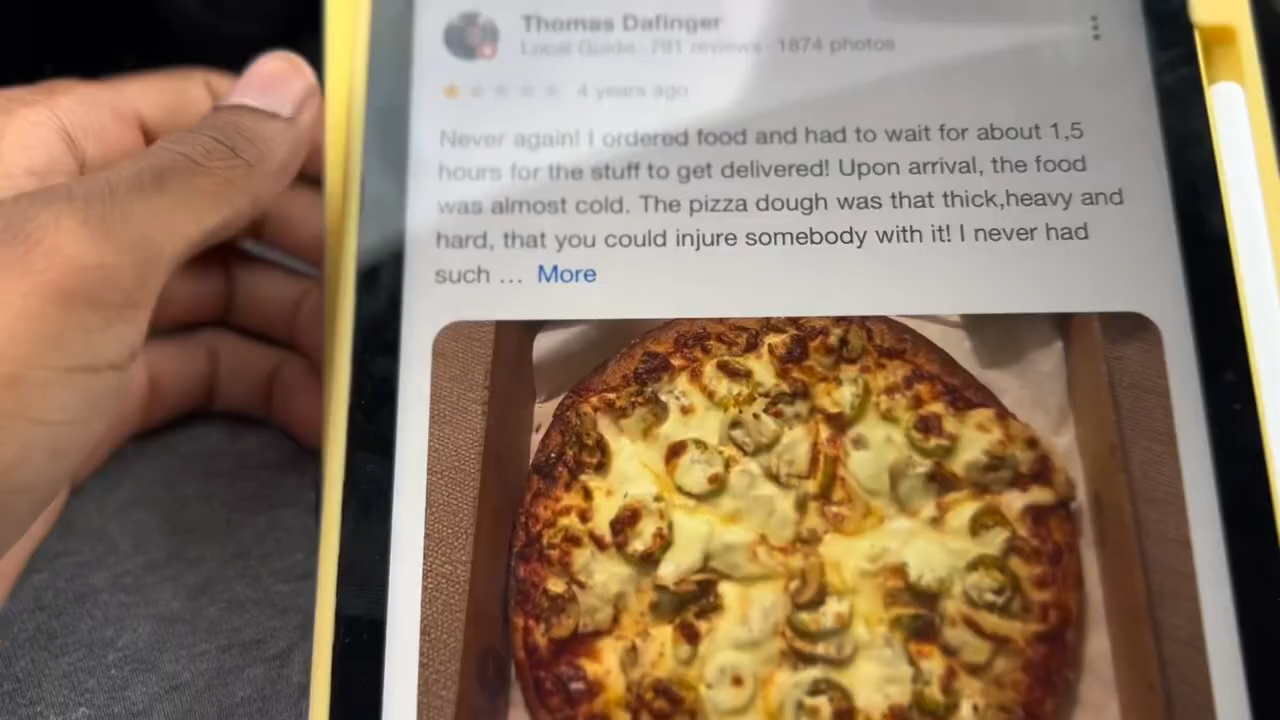 Thomas Dafinger
Local Guide · 791 reviews · 1874 photos
4 years ago
Never again! I ordered food and had to wait for about 1,5
hours for the stuff to get delivered! Upon arrival, the food
was almost cold. The pizza dough was that thick,heavy and
hard, that you could injure somebody with it! I never had
such ... More